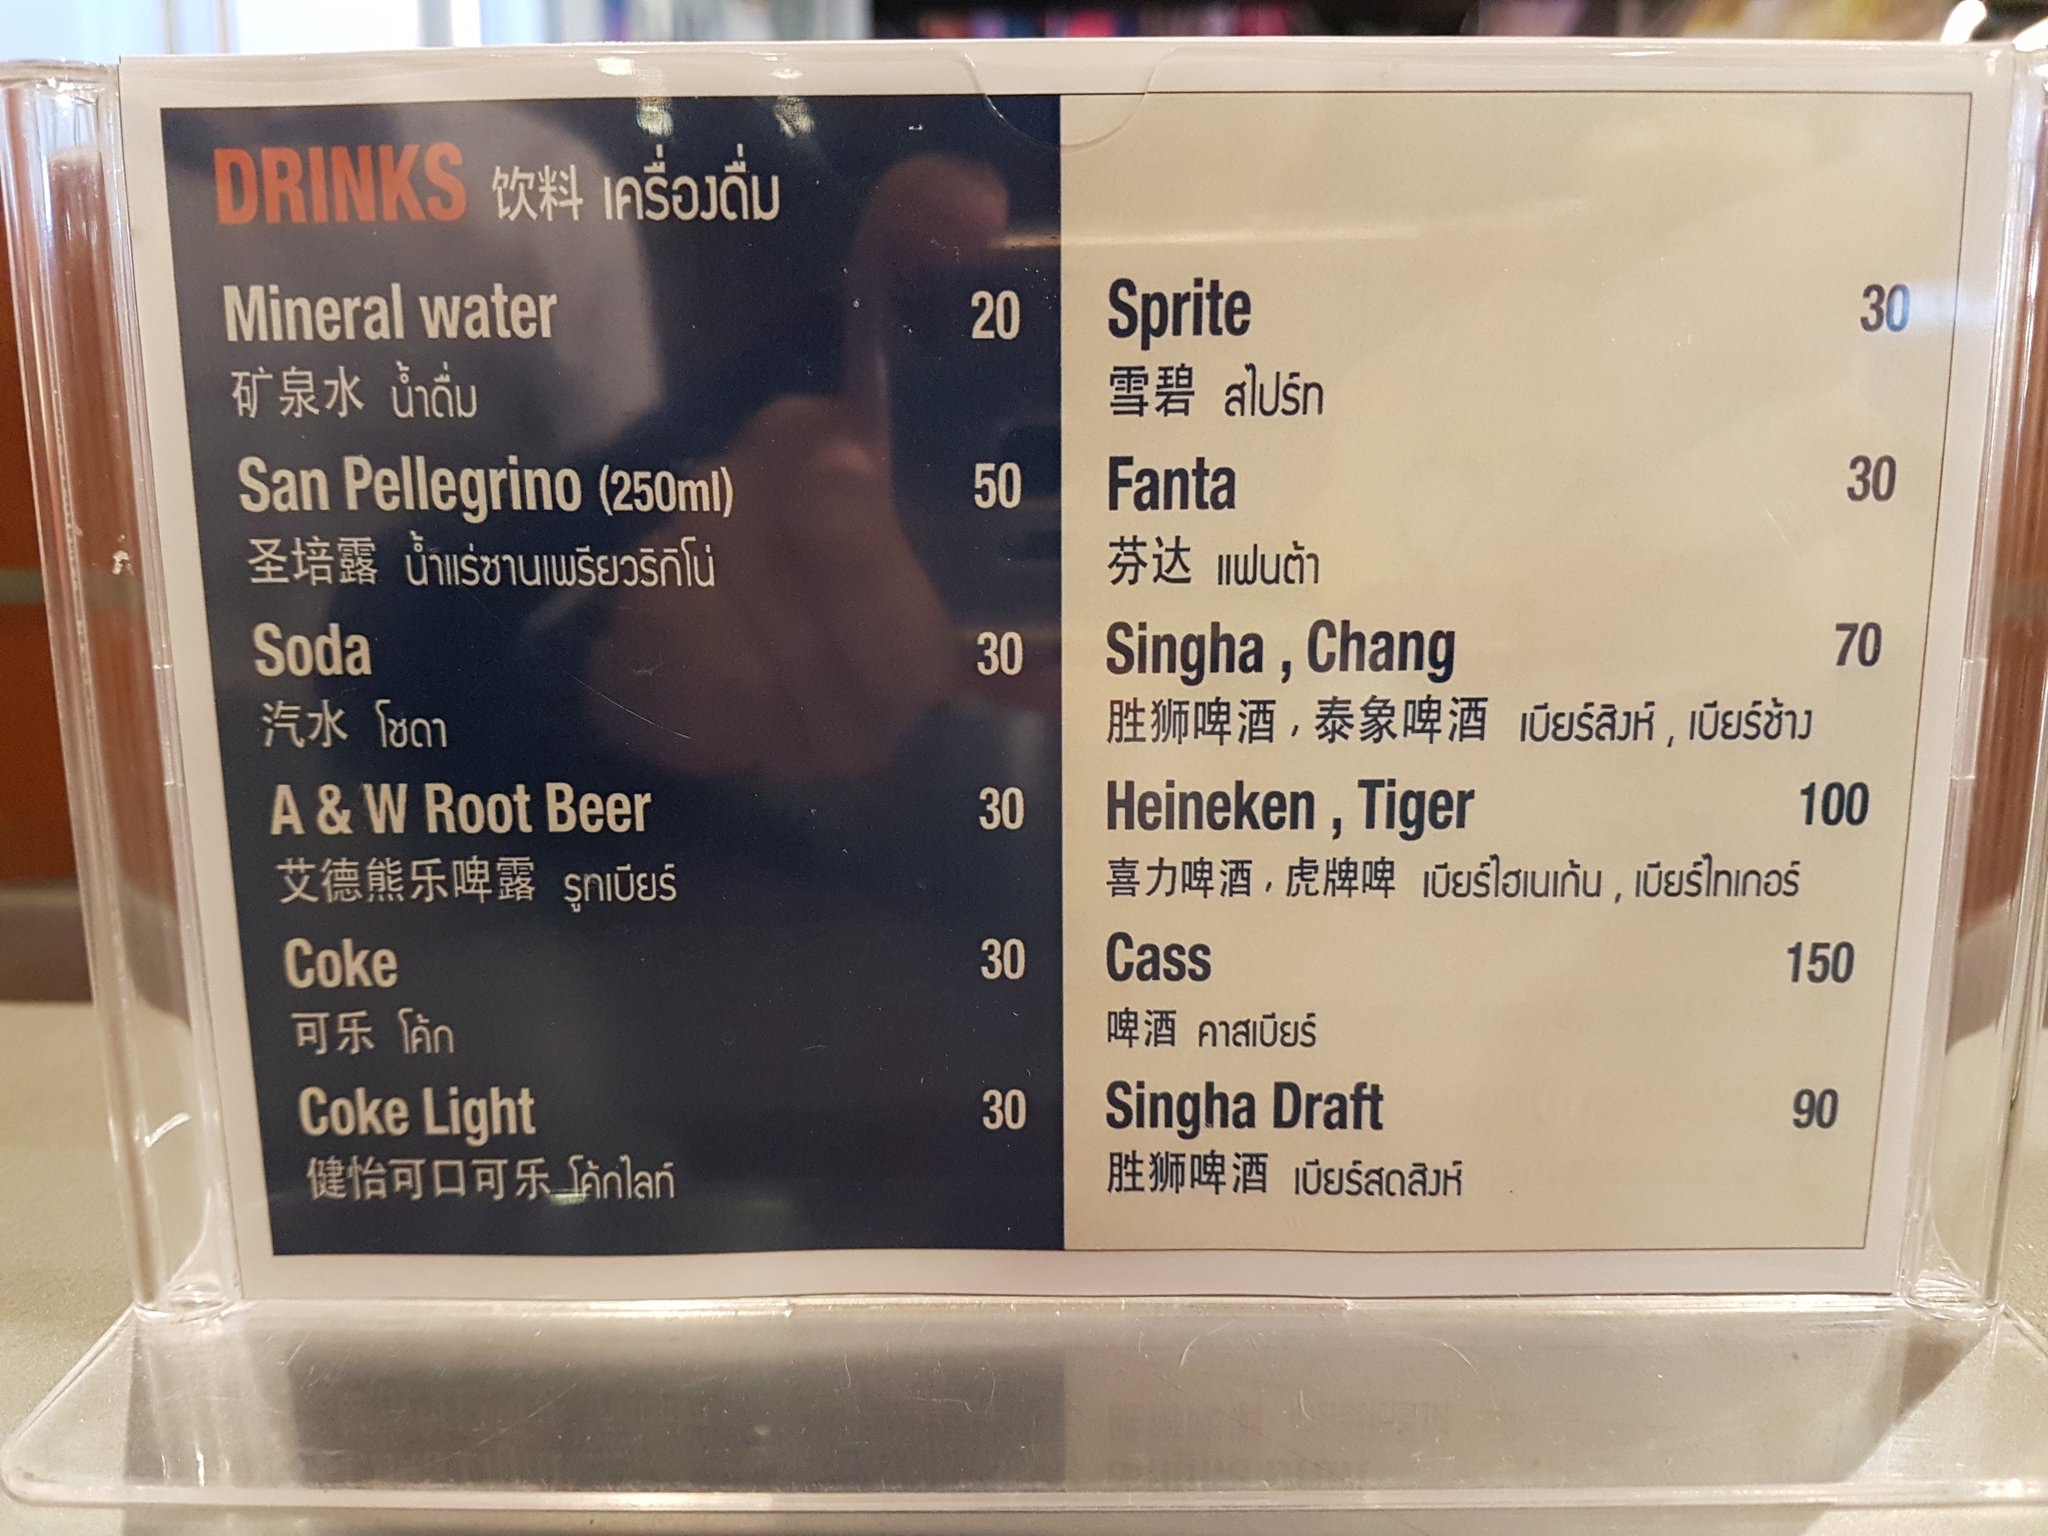 DRINKS 饮料 เครื่องดื่ม
Mineral water 20
矿泉水 น้ำดื่ม
San Pellegrino (250ml) 50
圣培露 น้ำแร่ซานเพรียวริกิโน่
Soda 30
汽水 โซดา
A & W Root Beer 30
艾德熊乐啤露 รูทเบียร์
Coke 30
可乐 โค้ก
Coke Light 30
健怡可口可乐 โค้กไลท์
Sprite 30
雪碧 สไปร์ท
Fanta 30
芬达 แฟนต้า
Singha , Chang 70
胜狮啤酒，泰象啤酒 เบียร์สิงห์ , เบียร์ช้าง
Heineken , Tiger 100
喜力啤酒，虎牌啤 เบียร์ไฮเนเก้น , เบียร์ไทเกอร์
Cass 150
啤酒 คาสเบียร์
Singha Draft 90
胜狮啤酒 เบียร์สดสิงห์